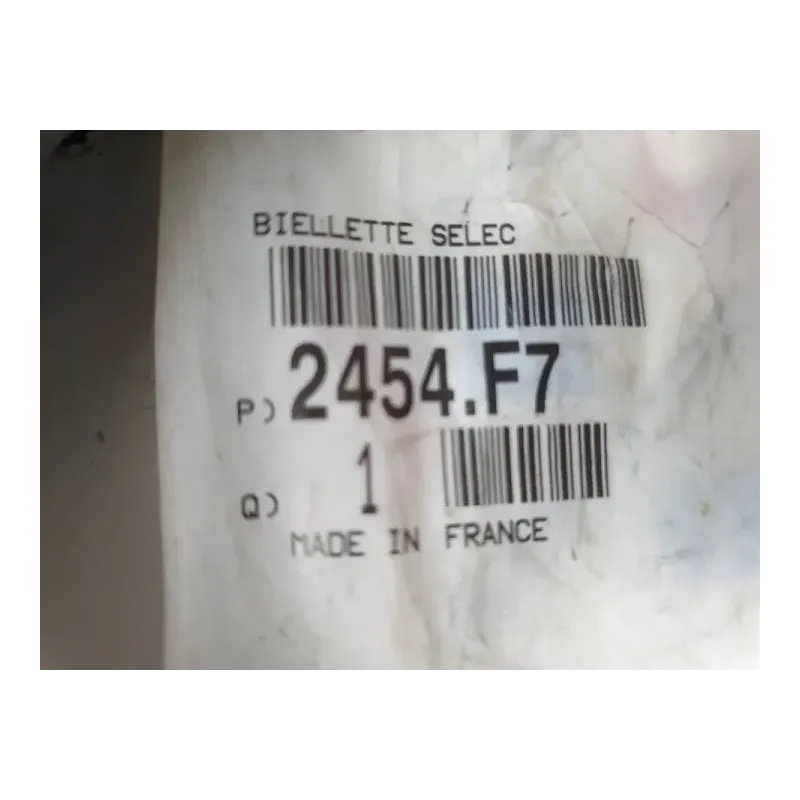 BIELLETTE SELEC
P) 2454.F7
Q) 1
MADE IN FRANCE